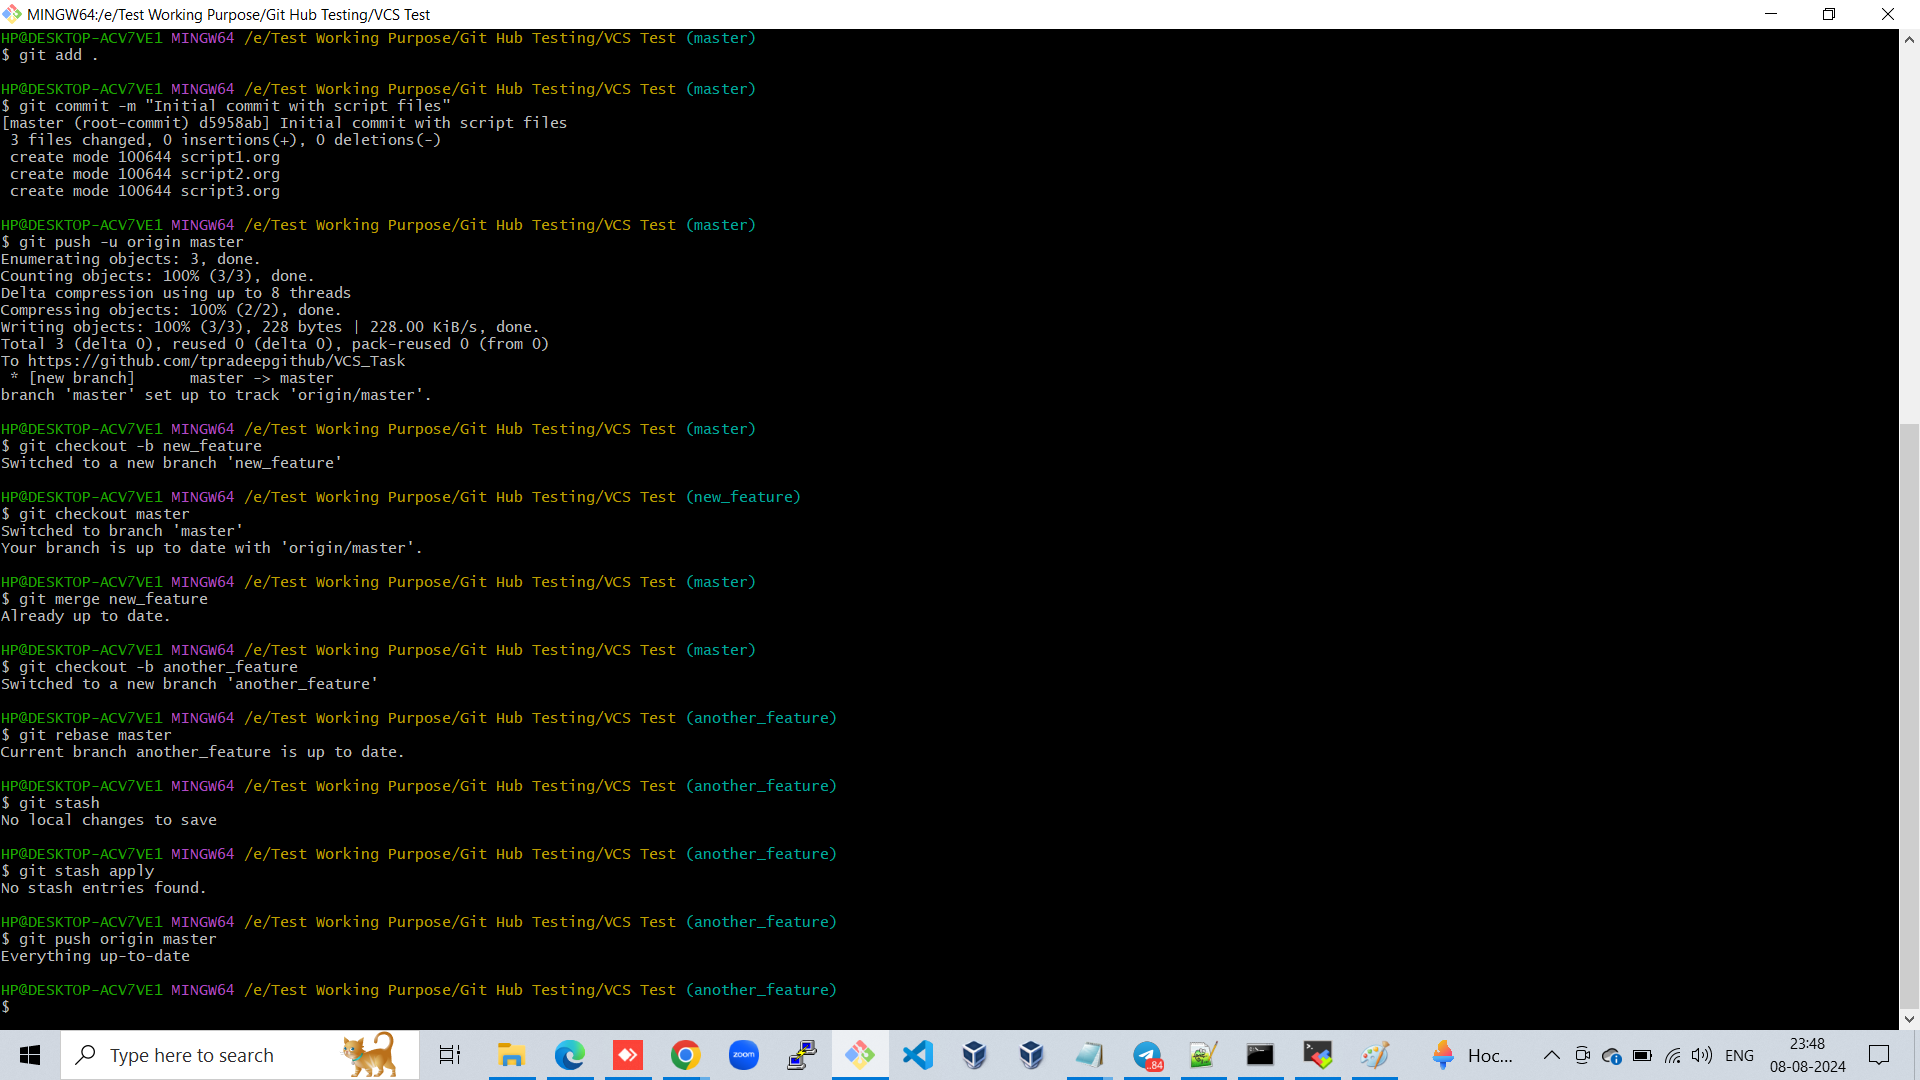 MINGW64:/e/Test Working Purpose/Git Hub Testing/VCS Test
HP@DESKTOP-ACV7VE1 MINGW64 /e/Test Working Purpose/Git Hub Testing/VCS Test (master)
$ git add .
HP@DESKTOP-ACV7VE1 MINGW64 /e/Test Working Purpose/Git Hub Testing/VCS Test (master)
$ git commit -m "Initial commit with script files"
[master (root-commit) d5958ab] Initial commit with script files
 3 files changed, 0 insertions(+), 0 deletions(-)
 create mode 100644 script1.org
 create mode 100644 script2.org
 create mode 100644 script3.org
HP@DESKTOP-ACV7VE1 MINGW64 /e/Test Working Purpose/Git Hub Testing/VCS Test (master)
$ git push -u origin master
Enumerating objects: 3, done.
Counting objects: 100% (3/3), done.
Delta compression using up to 8 threads
Compressing objects: 100% (2/2), done.
Writing objects: 100% (3/3), 228 bytes | 228.00 KiB/s, done.
Total 3 (delta 0), reused 0 (delta 0), pack-reused 0 (from 0)
To https://github.com/tpradeepgithub/VCS_Task
 * [new branch]      master -> master
branch 'master' set up to track 'origin/master'.
HP@DESKTOP-ACV7VE1 MINGW64 /e/Test Working Purpose/Git Hub Testing/VCS Test (master)
$ git checkout -b new_feature
Switched to a new branch 'new_feature'
HP@DESKTOP-ACV7VE1 MINGW64 /e/Test Working Purpose/Git Hub Testing/VCS Test (new_feature)
$ git checkout master
Switched to branch 'master'
Your branch is up to date with 'origin/master'.
HP@DESKTOP-ACV7VE1 MINGW64 /e/Test Working Purpose/Git Hub Testing/VCS Test (master)
$ git merge new_feature
Already up to date.
HP@DESKTOP-ACV7VE1 MINGW64 /e/Test Working Purpose/Git Hub Testing/VCS Test (master)
$ git checkout -b another_feature
Switched to a new branch 'another_feature'
HP@DESKTOP-ACV7VE1 MINGW64 /e/Test Working Purpose/Git Hub Testing/VCS Test (another_feature)
$ git rebase master
Current branch another_feature is up to date.
HP@DESKTOP-ACV7VE1 MINGW64 /e/Test Working Purpose/Git Hub Testing/VCS Test (another_feature)
$ git stash
No local changes to save
HP@DESKTOP-ACV7VE1 MINGW64 /e/Test Working Purpose/Git Hub Testing/VCS Test (another_feature)
$ git stash apply
No stash entries found.
HP@DESKTOP-ACV7VE1 MINGW64 /e/Test Working Purpose/Git Hub Testing/VCS Test (another_feature)
$ git push origin master
Everything up-to-date
HP@DESKTOP-ACV7VE1 MINGW64 /e/Test Working Purpose/Git Hub Testing/VCS Test (another_feature)
$
Type here to search
zoom
..84
Hoc...
ENG
23:48
08-08-2024